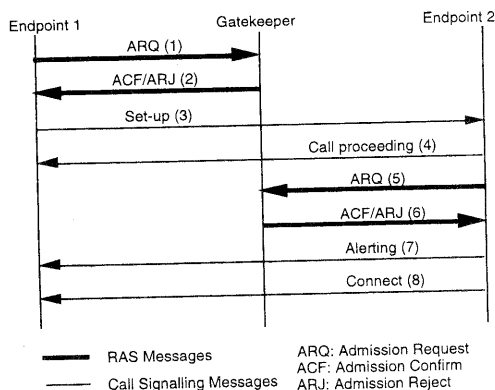 Endpoint 1
Gatekeeper
Endpoint 2
ARQ (1)
ACF/ARJ (2)
Set-up (3)
Call proceeding (4)
ARQ (5)
ACF/ARJ (6)
Alerting (7)
Connect (8)
RAS Messages
Call Signalling Messages
ARQ: Admission Request
ACF: Admission Confirm
ARJ: Admission Reject